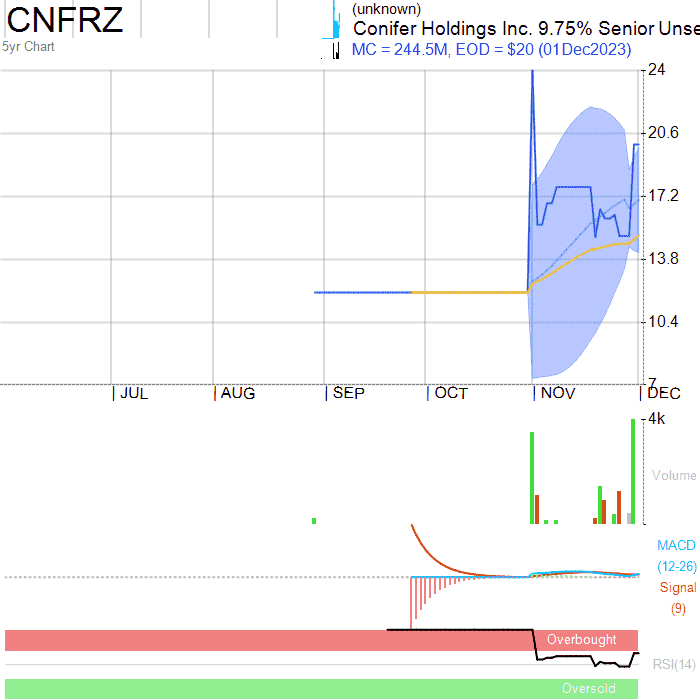 CNFRZ
(unknown)
Conifer Holdings Inc. 9.75% Senior Unse
5yr Chart
MC = 244.5M, EOD = $20 (01Dec2023)
24
20.6
17.2
13.8
10.4
7
JUL AUG SEP OCT NOV DEC
4k
Volume
MACD
(12-26)
Signal
(9)
Overbought
RSI(14)
Oversold